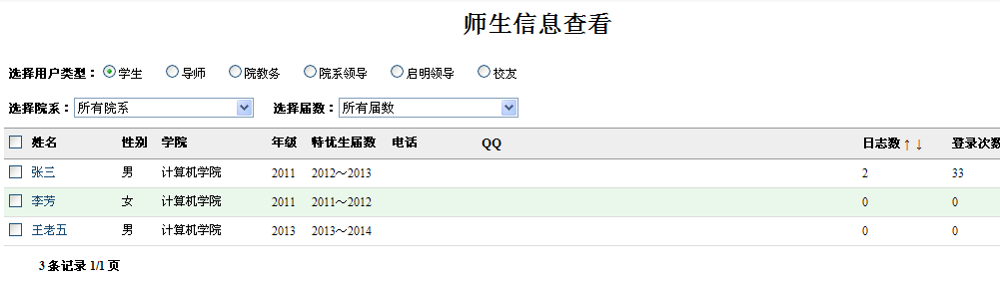 师生信息查看
选择用户类型： 学生 导师 院教务 院系领导 启明领导 校友
选择院系： 所有院系 选择届数： 所有届数
姓名 性别 学院 年级 特优生届数 电话 QQ 日志数 ↑ ↓ 登录次数
张三 男 计算机学院 2011 2012～2013 2 33
李芳 女 计算机学院 2011 2011～2012 0 0
王老五 男 计算机学院 2013 2013～2014 0 0
3 条记录 1/1 页